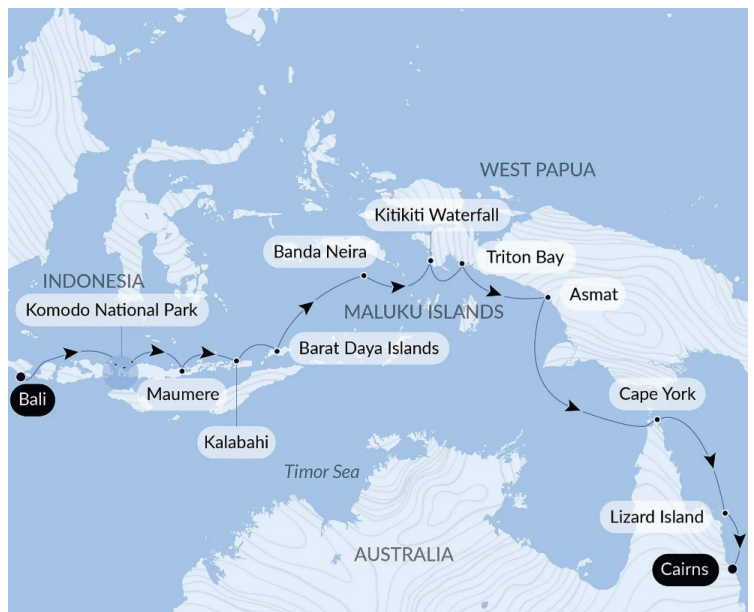 WEST PAPUA
Kitikiti Waterfall
Banda Neira
Triton Bay
INDONESIA
Komodo National Park
Asmat
MALUKU ISLANDS
Barat Daya Islands
Bali
Maumere
Cape York
Kalabahi
Timor Sea
Lizard Island
AUSTRALIA
Cairns